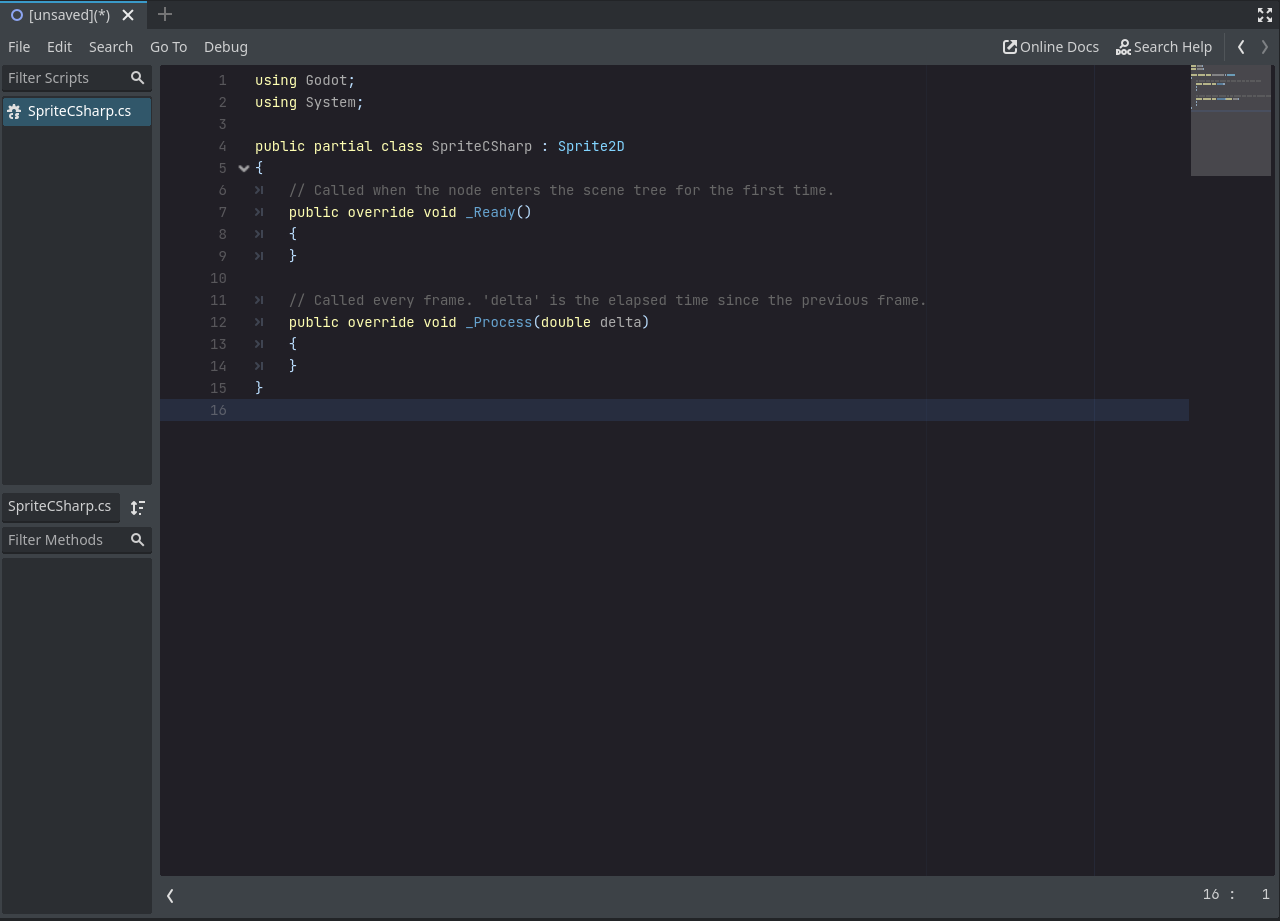 [unsaved](*)
File Edit Search Go To Debug
Online Docs Search Help
Filter Scripts
SpriteCSharp.cs
SpriteCSharp.cs
Filter Methods
1 using Godot;
2 using System;
3
4 public partial class SpriteCSharp : Sprite2D
5 {
6 // Called when the node enters the scene tree for the first time.
7 public override void _Ready()
8 {
9 }
10
11 // Called every frame. 'delta' is the elapsed time since the previous frame.
12 public override void _Process(double delta)
13 {
14 }
15 }
16
16 : 1